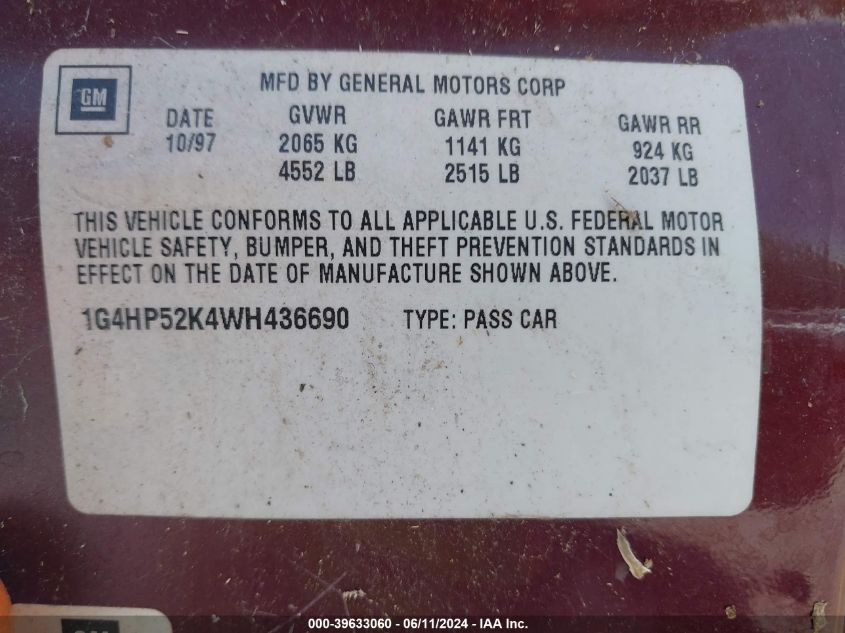 GM
MFD BY GENERAL MOTORS CORP
DATE GVWR GAWR FRT GAWR RR
10/97 2065 KG 1141 KG 924 KG
4552 LB 2515 LB 2037 LB
THIS VEHICLE CONFORMS TO ALL APPLICABLE U.S. FEDERAL MOTOR
VEHICLE SAFETY, BUMPER, AND THEFT PREVENTION STANDARDS IN
EFFECT ON THE DATE OF MANUFACTURE SHOWN ABOVE.
1G4HP52K4WH436690 TYPE: PASS CAR
GM
000-39633060 - 06/11/2024 - IAA Inc.